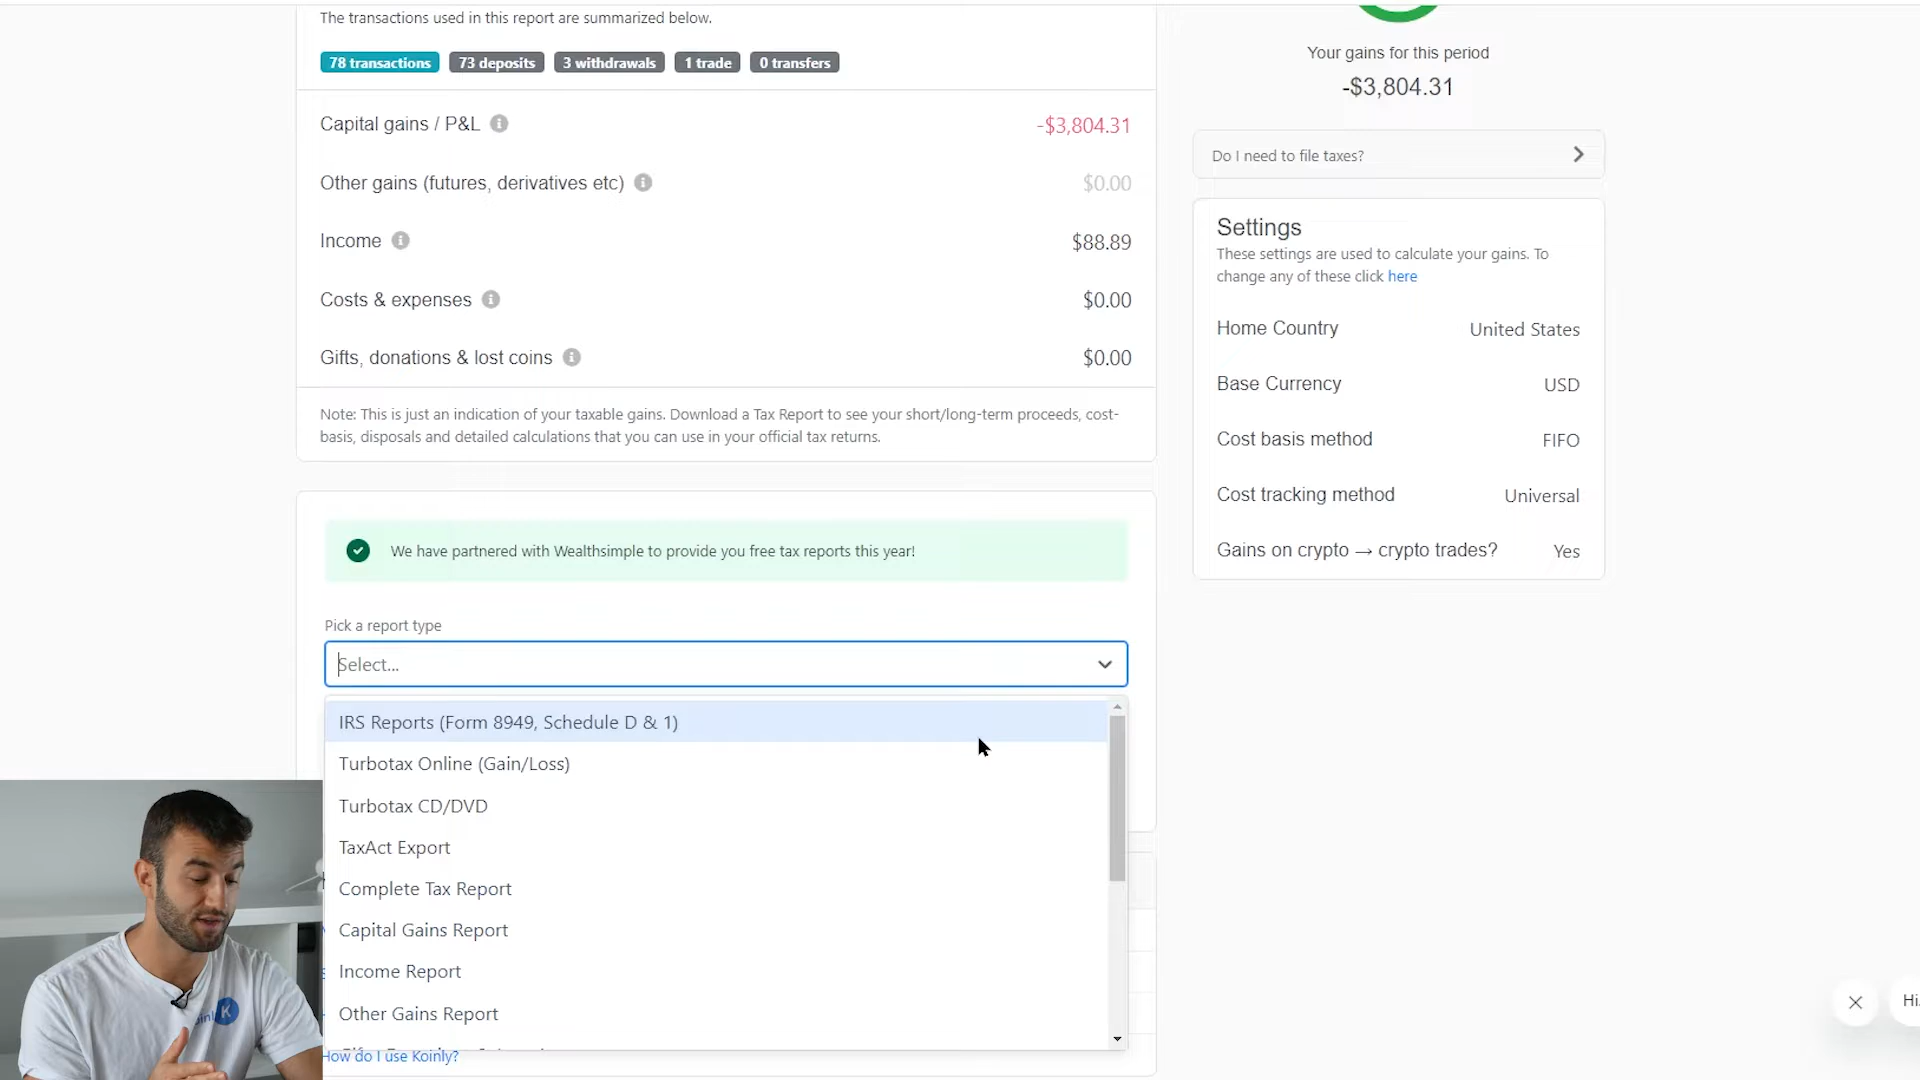 The transactions used in this report are summarized below.
78 transactions 73 deposits 3 withdrawals 1 trade 0 transfers
Capital gains / P&L -$3,804.31
Other gains (futures, derivatives etc) $0.00
Income $88.89
Costs & expenses $0.00
Gifts, donations & lost coins $0.00
Note: This is just an indication of your taxable gains. Download a Tax Report to see your short/long-term proceeds, cost-
basis, disposals and detailed calculations that you can use in your official tax returns.
We have partnered with Wealthsimple to provide you free tax reports this year!
Pick a report type
Select...
IRS Reports (Form 8949, Schedule D & 1)
Turbotax Online (Gain/Loss)
Turbotax CD/DVD
TaxAct Export
Complete Tax Report
Capital Gains Report
Income Report
Other Gains Report
How do I use Koinly?
Your gains for this period
-$3,804.31
Do I need to file taxes?
Settings
These settings are used to calculate your gains. To
change any of these click here
Home Country United States
Base Currency USD
Cost basis method FIFO
Cost tracking method Universal
Gains on crypto → crypto trades? Yes
Hi
K